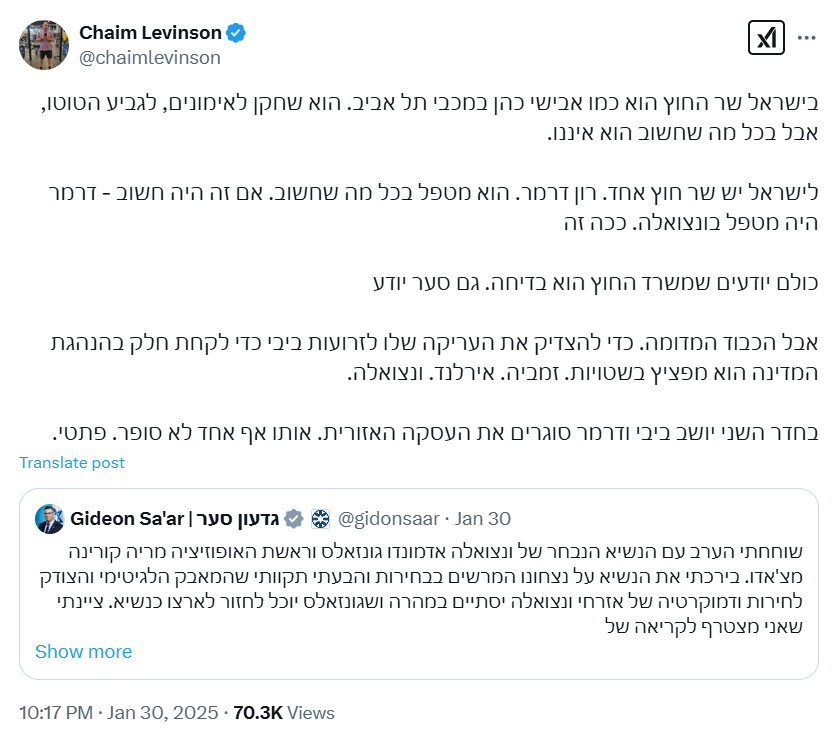 Chaim Levinson
@chaimlevinson
בישראל שר החוץ הוא כמו אבישי כהן במכבי תל אביב. הוא שחקן לאימונים, לגביע הטוטו,
אבל בכל מה שחשוב הוא איננו.
לישראל יש שר חוץ אחד. רון דרמר. הוא מטפל בכל מה שחשוב. אם זה היה חשוב - דרמר
היה מטפל בונצואלה. ככה זה
כולם יודעים שמשרד החוץ הוא בדיחה. גם סער יודע
אבל הכבוד המדומה. כדי להצדיק את העריקה שלו לזרועות ביבי כדי לקחת חלק בהנהגת
המדינה הוא מפציץ בשטויות. זמביה. אירלנד. ונצואלה.
בחדר השני יושב ביבי ודרמר סוגרים את העסקה האזורית. אותו אף אחד לא סופר. פתטי.
Translate post
Gideon Sa'ar | גדעון סער @gidonsaar · Jan 30
שוחחתי הערב עם הנשיא הנבחר של ונצואלה אדמונדו גונזאלס וראשת האופוזיציה מריה קורינה
מצ'אדו. בירכתי את הנשיא על נצחונו המרשים בבחירות והבעתי תקוותי שהמאבק הלגיטימי והצודק
לחירות ודמוקרטיה של אזרחי ונצואלה יסתיים במהרה ושגונזאלס יוכל לחזור לארצו כנשיא. ציינתי
שאני מצטרף לקריאה של
Show more
10:17 PM · Jan 30, 2025 · 70.3K Views